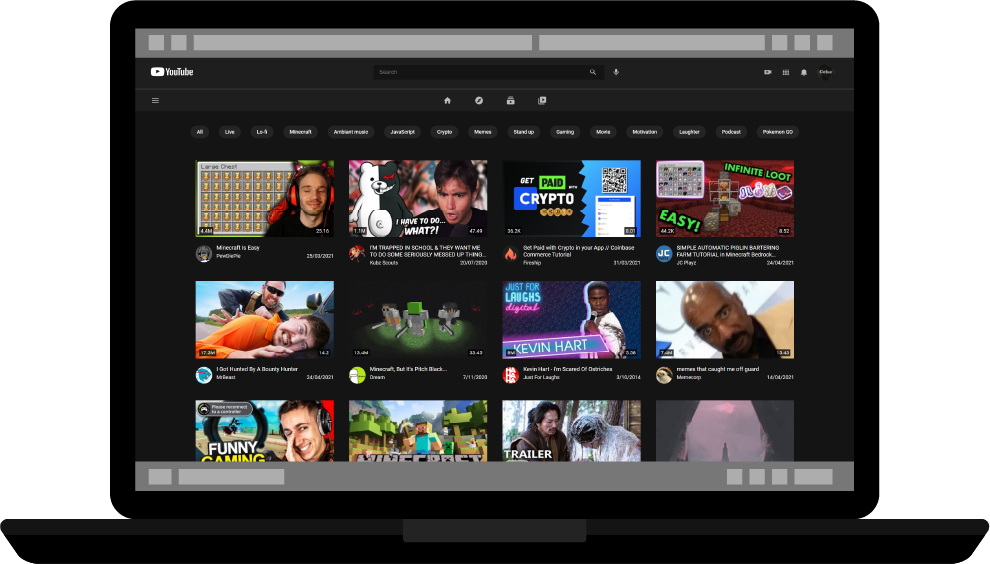 YouTube
Search
All
Live
Lo-fi
Minecraft
Ambiant music
JavaScript
Crypto
Memes
Stand up
Gaming
Movie
Motivation
Laughter
Podcast
Pokemon GO
Large Chest
4.4M
25.16
I HAVE TO DO...
WHAT?!
1.1M
47.49
GET PAID WITH
CRYPTO
36.2K
8.01
INFINITE LOOT
EASY!
44.2K
8.52
Minecraft Is Easy
PewDiePie
25/03/2021
I'M TRAPPED IN SCHOOL & THEY WANT ME
TO DO SOME SERIOUSLY MESSED UP THING...
Kubz Scouts
20/07/2020
Get Paid with Crypto in your App // Coinbase
Commerce Tutorial
Fireship
31/03/2021
JC
SIMPLE AUTOMATIC PIGLIN BARTERING
FARM TUTORIAL in Minecraft Bedrock...
JC Playz
24/04/2021
17.3M
14.2
13.4M
33.43
JUST FOR
LAUGHS
digital
KEVIN HART
5M
3.36
7.4M
13.43
I Got Hunted By A Bounty Hunter
MrBeast
24/04/2021
Minecraft, But It's Pitch Black...
Dream
7/11/2020
Kevin Hart - I'm Scared Of Ostriches
Just For Laughs
3/10/2014
memes that caught me off guard
Memecorp
14/04/2021
Please reconnect
to a controller
FUNNY
GAMING
MINECRAFT
TRAILER